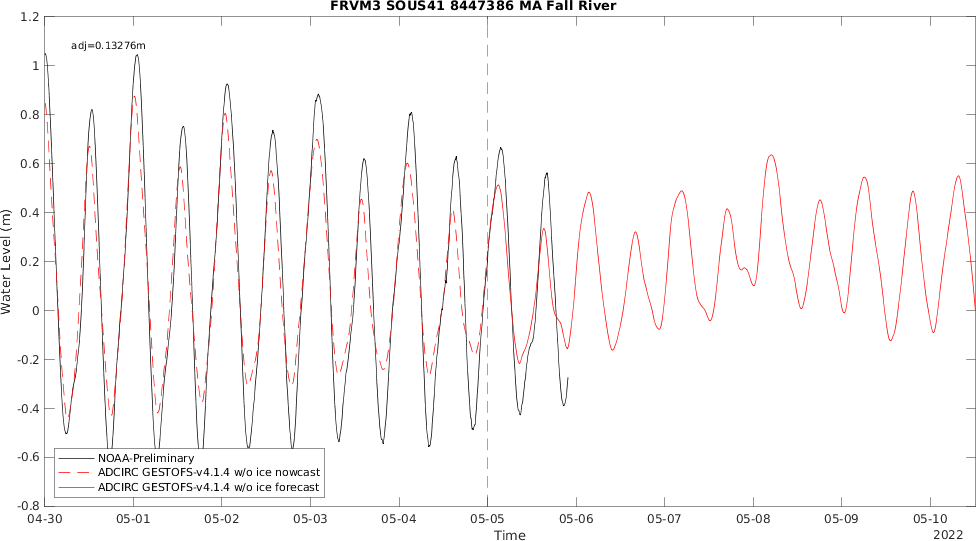 FRVM3 SOUS41 8447386 MA Fall River
1.2
adj=0.13276m
1
0.8
0.6
0.4
0.2
0
-0.2
-0.4
-0.6
-0.8
Water Level (m)
NOAA-Preliminary
ADCIRC GESTOFS-v4.1.4 w/o ice nowcast
ADCIRC GESTOFS-v4.1.4 w/o ice forecast
04-30 05-01 05-02 05-03 05-04 05-05 05-06 05-07 05-08 05-09 05-10
Time 2022